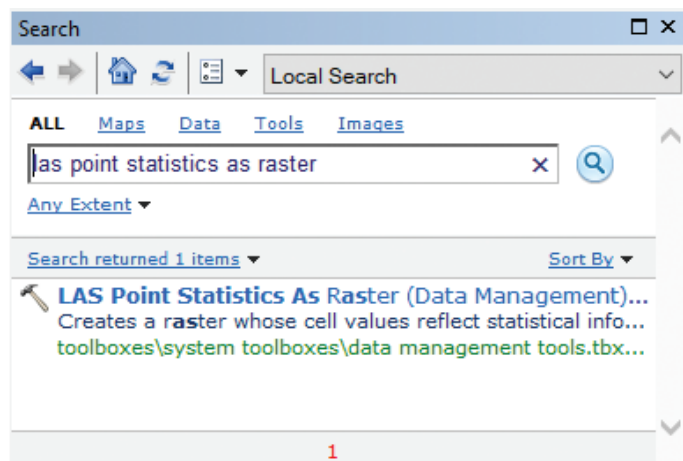 Search
Local Search
ALL Maps Data Tools Images
las point statistics as raster
Any Extent
Search returned 1 items Sort By
LAS Point Statistics As Raster (Data Management)...
Creates a raster whose cell values reflect statistical info...
toolboxes\system toolboxes\data management tools.tbx...
1